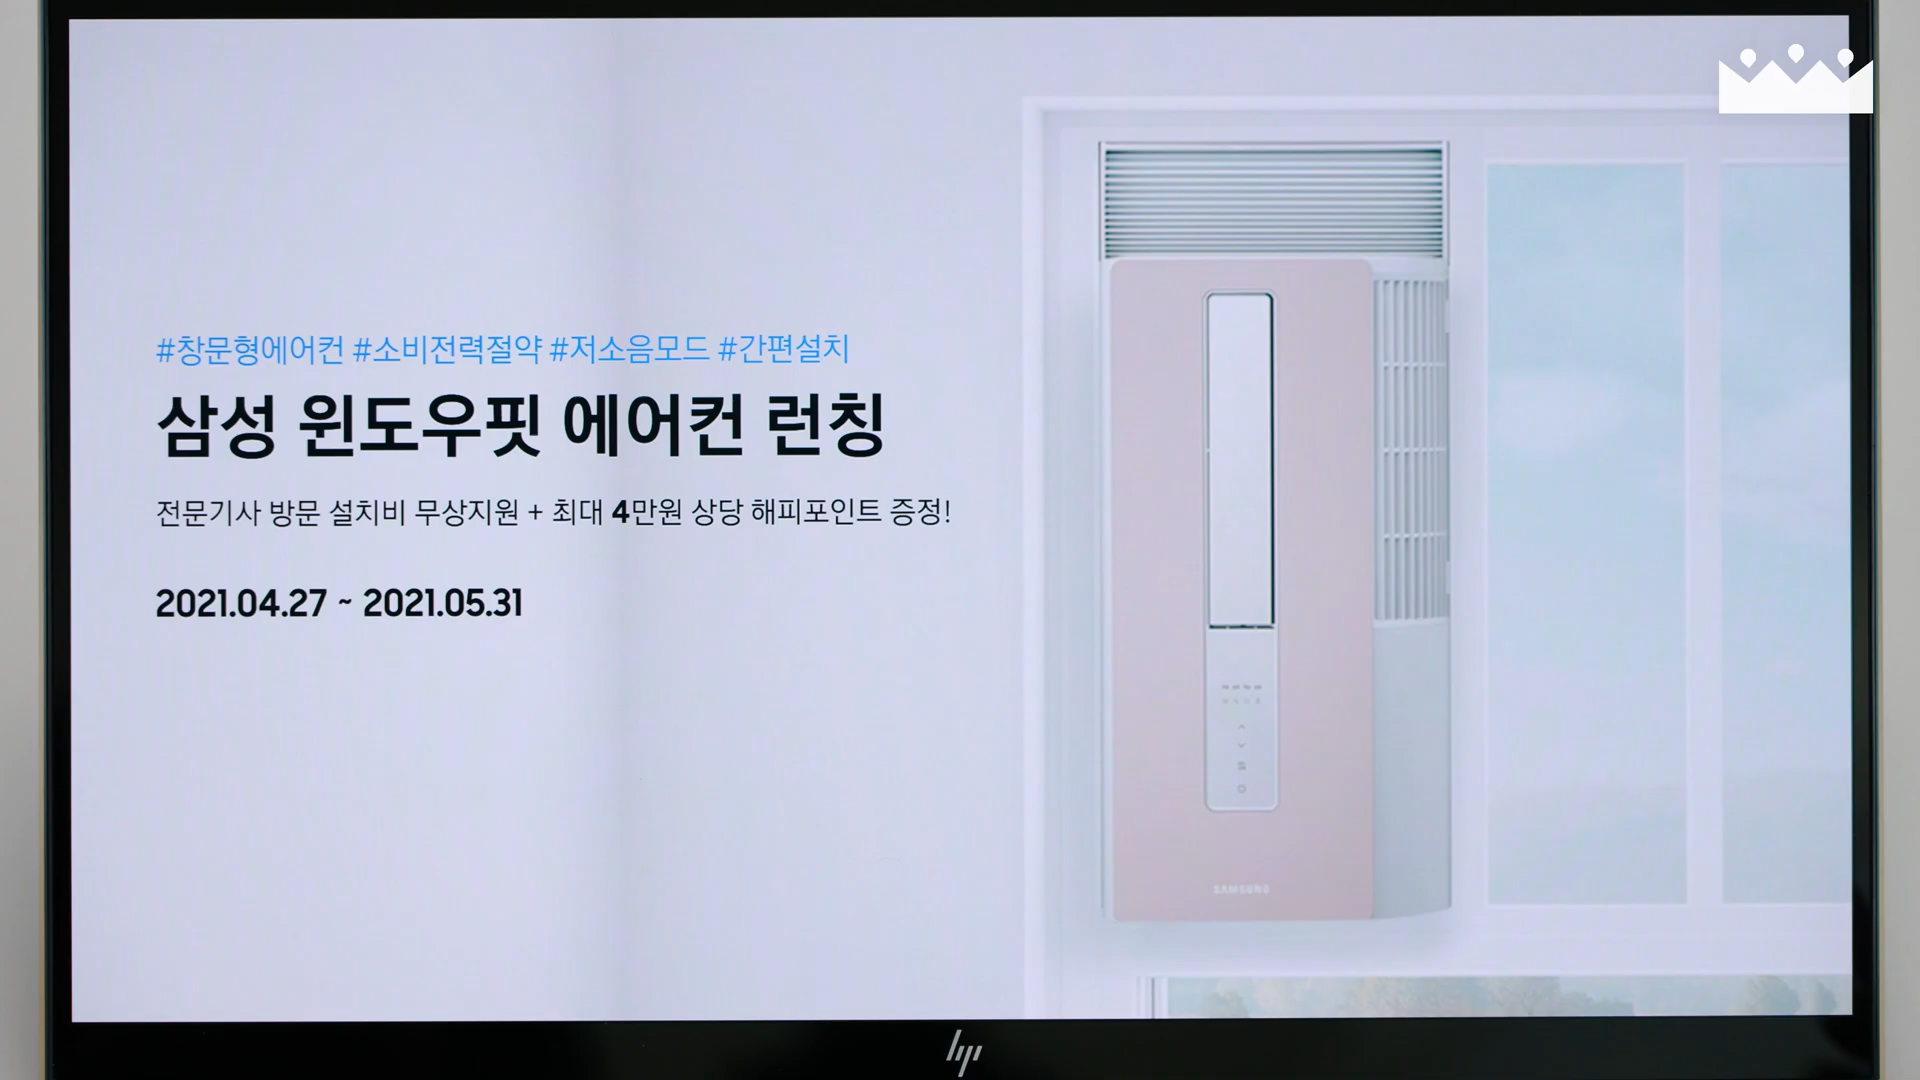 #창문형에어컨 #소비전력절약 #저소음모드 #간편설치
삼성 윈도우핏 에어컨 런칭
전문기사 방문 설치비 무상지원 + 최대 4만원 상당 해피포인트 증정!
2021.04.27 ~ 2021.05.31
SAMSUNG
hp